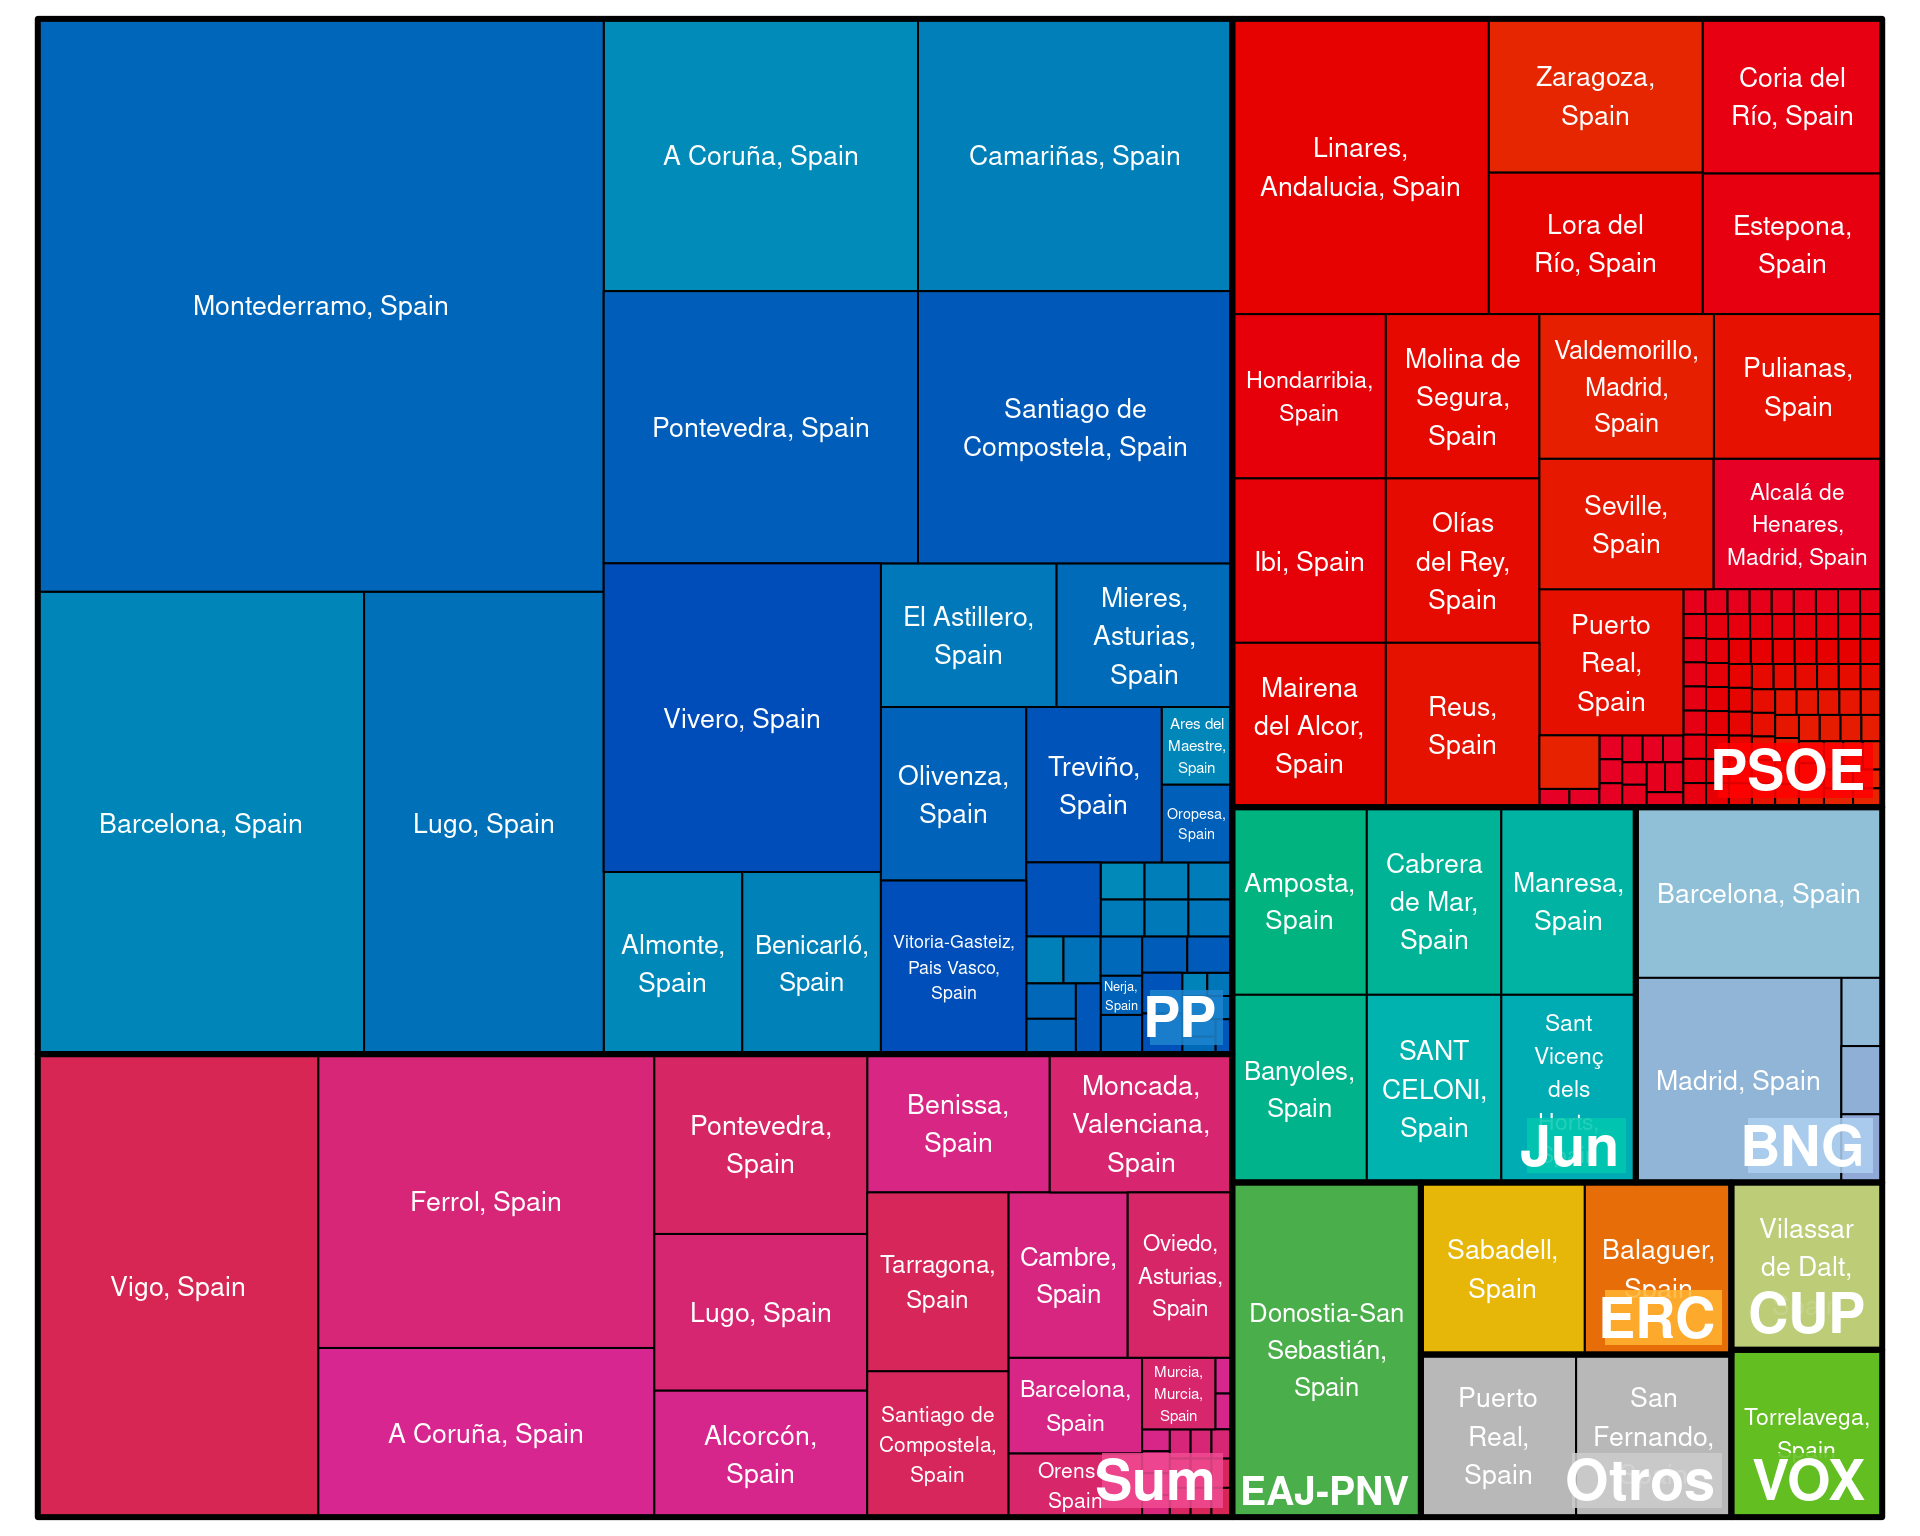 Montederramo, Spain
A Coruña, Spain
Camariñas, Spain
Pontevedra, Spain
Santiago de
Compostela, Spain
Barcelona, Spain
Lugo, Spain
Vivero, Spain
Almonte,
Spain
Benicarló,
Spain
El Astillero,
Spain
Mieres,
Asturias,
Spain
Olivenza,
Spain
Treviño,
Spain
Ares del
Maestre,
Spain
Oropesa,
Spain
Vitoria-Gasteiz,
Pais Vasco,
Spain
Nerja,
Spain
PP
Linares,
Andalucia, Spain
Zaragoza,
Spain
Coria del
Río, Spain
Lora del
Río, Spain
Estepona,
Spain
Hondarribia,
Spain
Molina de
Segura,
Spain
Valdemorillo,
Madrid,
Spain
Pulianas,
Spain
Ibi, Spain
Olías
del Rey,
Spain
Seville,
Spain
Alcalá de
Henares,
Madrid, Spain
Mairena
del Alcor,
Spain
Reus,
Spain
Puerto
Real,
Spain
PSOE
Vigo, Spain
Ferrol, Spain
A Coruña, Spain
Pontevedra,
Spain
Lugo, Spain
Alcorcón,
Spain
Benissa,
Spain
Moncada,
Valenciana,
Spain
Tarragona,
Spain
Cambre,
Spain
Oviedo,
Asturias,
Spain
Santiago de
Compostela,
Spain
Barcelona,
Spain
Murcia,
Murcia,
Spain
Spain
Sum
Amposta,
Spain
Cabrera
de Mar,
Spain
Manresa,
Spain
Banyoles,
Spain
SANT
CELONI,
Spain
Sant
Vicenç
dels
Horts,
Jun
Barcelona, Spain
Madrid, Spain
BNG
Donostia-San
Sebastián,
Spain
EAJ-PNV
Sabadell,
Spain
Balaguer,
Spain
ERC
Vilassar
de Dalt,
CUP
Puerto
Real,
Spain
San
Fernando,
Otros
Torrelavega,
Spain
VOX